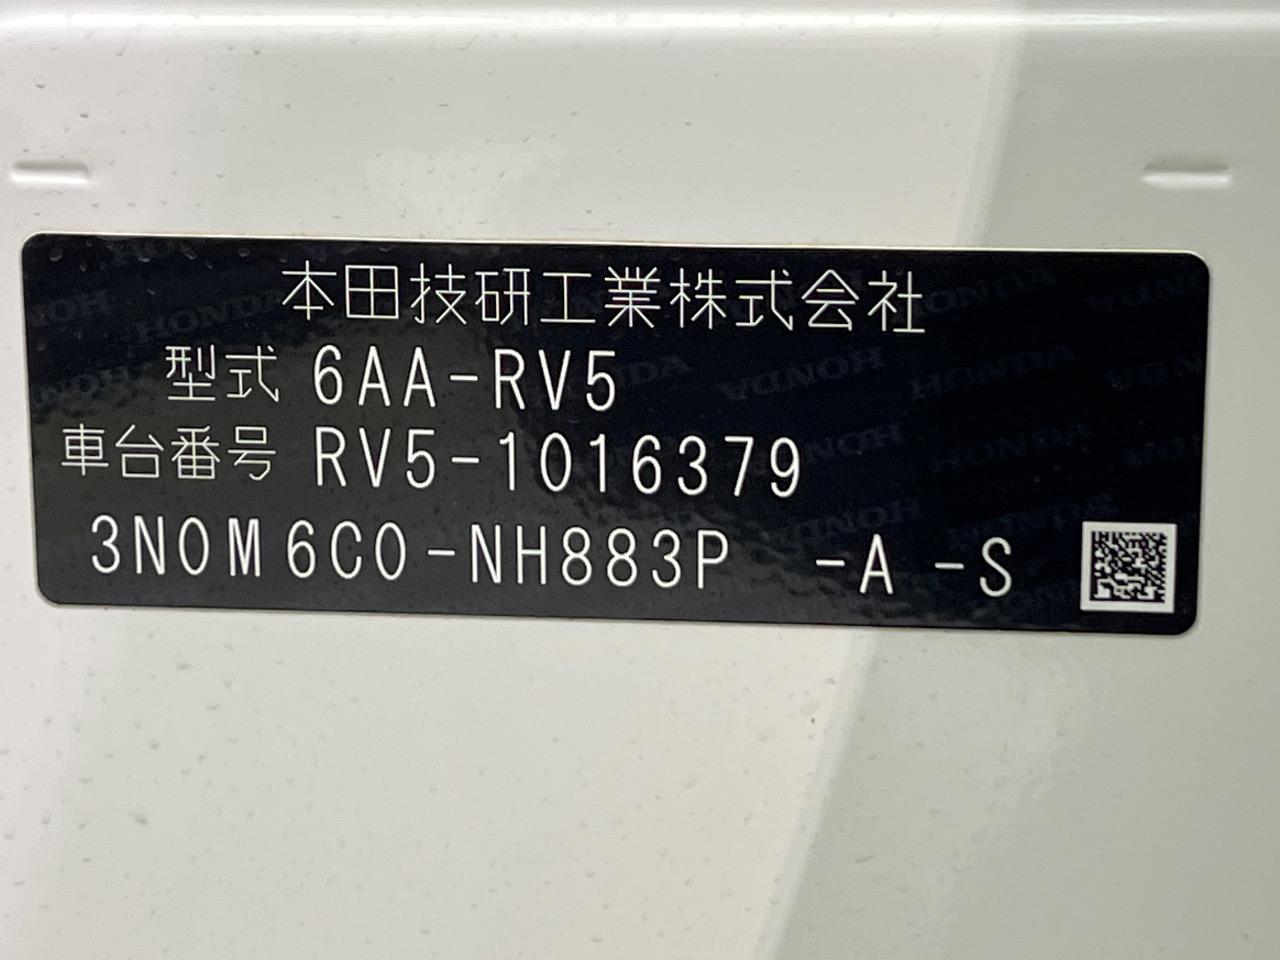 本田技研工業株式会社
型式 6AA-RV5
車台番号 RV5-1016379
3N0M6C0-NH883P -A -S